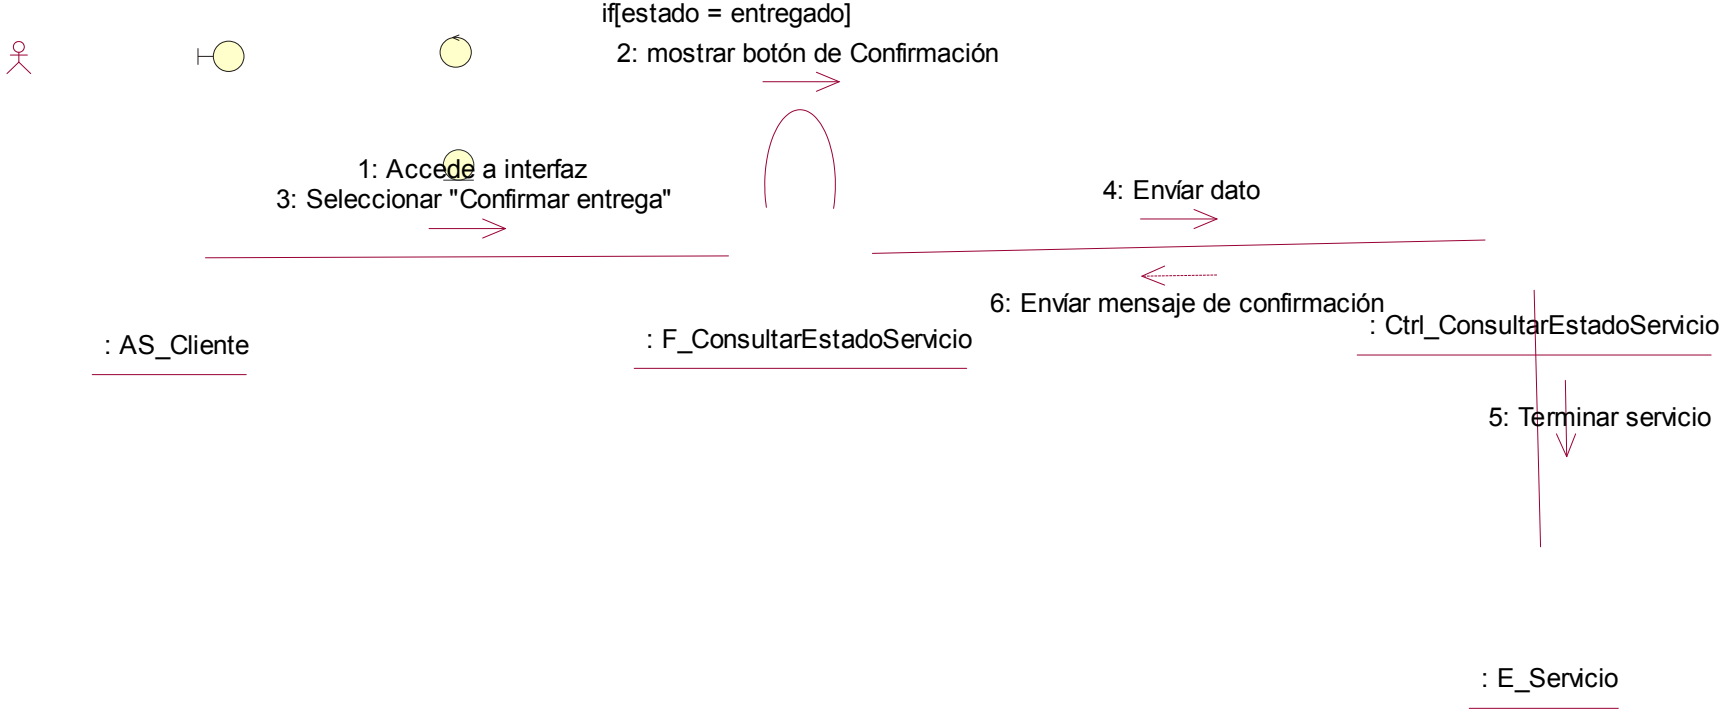 if[estado = entregado]
2: mostrar botón de Confirmación
1: Accede a interfaz
3: Seleccionar "Confirmar entrega"
4: Envíar dato
6: Envíar mensaje de confirmación
: AS_Cliente
: F_ConsultarEstadoServicio
: Ctrl_ConsultarEstadoServicio
5: Terminar servicio
: E_Servicio